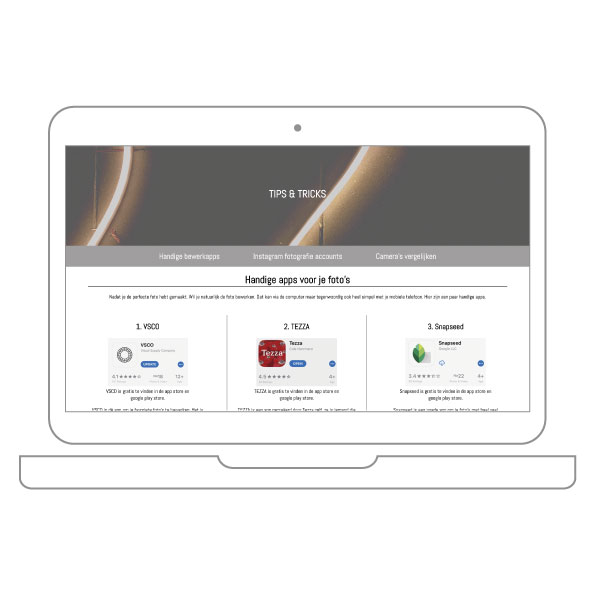 TIPS & TRICKS
Handige bewerkapps Instagram fotografie accounts Camera's vergelijken
Handige apps voor je foto's
Nadat je de perfecte foto hebt gemaakt. Wil je natuurlijk de foto bewerken. Dat kan via de computer maar tegenwoordig ook heel simpel met je mobiele telefoon. Hier zijn een paar handige apps.
1. VSCO
VSCO
UPDATE
4.1 ★★★★☆ 12+
VSCO is gratis te vinden in de app store en
google play store.
2. TEZZA
Tezza
Tezza
OPEN
4.5 ★★★★★ 4+
TEZZA is gratis te vinden in de app store en
google play store.
3. Snapseed
Snapseed
Google LLC
3.4 22 4+
Snapseed is gratis te vinden in de app store en
google play store.